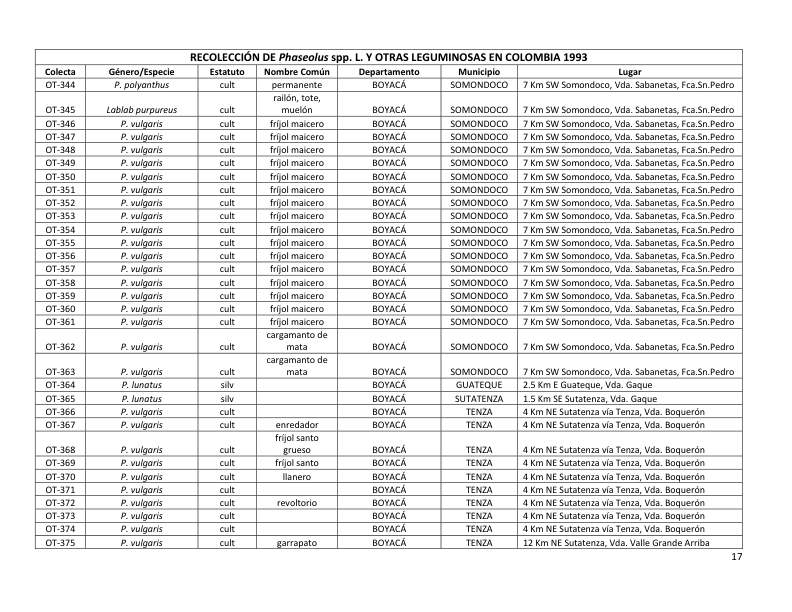 RECOLECCIÓN DE Phaseolus spp. L. Y OTRAS LEGUMINOSAS EN COLOMBIA 1993
Colecta Género/Especie Estatuto Nombre Común Departamento Municipio Lugar
OT-344 P. polyanthus cult permanente BOYACÁ SOMONDOCO 7 Km SW Somondoco, Vda. Sabanetas, Fca.Sn.Pedro
railón, tote,
OT-345 Lablab purpureus cult muelón BOYACÁ SOMONDOCO 7 Km SW Somondoco, Vda. Sabanetas, Fca.Sn.Pedro
OT-346 P. vulgaris cult fríjol maicero BOYACÁ SOMONDOCO 7 Km SW Somondoco, Vda. Sabanetas, Fca.Sn.Pedro
OT-347 P. vulgaris cult fríjol maicero BOYACÁ SOMONDOCO 7 Km SW Somondoco, Vda. Sabanetas, Fca.Sn.Pedro
OT-348 P. vulgaris cult fríjol maicero BOYACÁ SOMONDOCO 7 Km SW Somondoco, Vda. Sabanetas, Fca.Sn.Pedro
OT-349 P. vulgaris cult fríjol maicero BOYACÁ SOMONDOCO 7 Km SW Somondoco, Vda. Sabanetas, Fca.Sn.Pedro
OT-350 P. vulgaris cult fríjol maicero BOYACÁ SOMONDOCO 7 Km SW Somondoco, Vda. Sabanetas, Fca.Sn.Pedro
OT-351 P. vulgaris cult fríjol maicero BOYACÁ SOMONDOCO 7 Km SW Somondoco, Vda. Sabanetas, Fca.Sn.Pedro
OT-352 P. vulgaris cult fríjol maicero BOYACÁ SOMONDOCO 7 Km SW Somondoco, Vda. Sabanetas, Fca.Sn.Pedro
OT-353 P. vulgaris cult fríjol maicero BOYACÁ SOMONDOCO 7 Km SW Somondoco, Vda. Sabanetas, Fca.Sn.Pedro
OT-354 P. vulgaris cult fríjol maicero BOYACÁ SOMONDOCO 7 Km SW Somondoco, Vda. Sabanetas, Fca.Sn.Pedro
OT-355 P. vulgaris cult fríjol maicero BOYACÁ SOMONDOCO 7 Km SW Somondoco, Vda. Sabanetas, Fca.Sn.Pedro
OT-356 P. vulgaris cult fríjol maicero BOYACÁ SOMONDOCO 7 Km SW Somondoco, Vda. Sabanetas, Fca.Sn.Pedro
OT-357 P. vulgaris cult fríjol maicero BOYACÁ SOMONDOCO 7 Km SW Somondoco, Vda. Sabanetas, Fca.Sn.Pedro
OT-358 P. vulgaris cult fríjol maicero BOYACÁ SOMONDOCO 7 Km SW Somondoco, Vda. Sabanetas, Fca.Sn.Pedro
OT-359 P. vulgaris cult fríjol maicero BOYACÁ SOMONDOCO 7 Km SW Somondoco, Vda. Sabanetas, Fca.Sn.Pedro
OT-360 P. vulgaris cult fríjol maicero BOYACÁ SOMONDOCO 7 Km SW Somondoco, Vda. Sabanetas, Fca.Sn.Pedro
OT-361 P. vulgaris cult fríjol maicero BOYACÁ SOMONDOCO 7 Km SW Somondoco, Vda. Sabanetas, Fca.Sn.Pedro
cargamanto de
OT-362 P. vulgaris cult mata BOYACÁ SOMONDOCO 7 Km SW Somondoco, Vda. Sabanetas, Fca.Sn.Pedro
cargamanto de
OT-363 P. vulgaris cult mata BOYACÁ SOMONDOCO 7 Km SW Somondoco, Vda. Sabanetas, Fca.Sn.Pedro
OT-364 P. lunatus silv BOYACÁ GUATEQUE 2.5 Km E Guateque, Vda. Gaque
OT-365 P. lunatus silv BOYACÁ SUTATENZA 1.5 Km SE Sutatenza, Vda. Gaque
OT-366 P. vulgaris cult BOYACÁ TENZA 4 Km NE Sutatenza vía Tenza, Vda. Boquerón
OT-367 P. vulgaris cult enredador BOYACÁ TENZA 4 Km NE Sutatenza vía Tenza, Vda. Boquerón
fríjol santo
OT-368 P. vulgaris cult grueso BOYACÁ TENZA 4 Km NE Sutatenza vía Tenza, Vda. Boquerón
OT-369 P. vulgaris cult fríjol santo BOYACÁ TENZA 4 Km NE Sutatenza vía Tenza, Vda. Boquerón
OT-370 P. vulgaris cult llanero BOYACÁ TENZA 4 Km NE Sutatenza vía Tenza, Vda. Boquerón
OT-371 P. vulgaris cult BOYACÁ TENZA 4 Km NE Sutatenza vía Tenza, Vda. Boquerón
OT-372 P. vulgaris cult revoltorio BOYACÁ TENZA 4 Km NE Sutatenza vía Tenza, Vda. Boquerón
OT-373 P. vulgaris cult BOYACÁ TENZA 4 Km NE Sutatenza vía Tenza, Vda. Boquerón
OT-374 P. vulgaris cult BOYACÁ TENZA 4 Km NE Sutatenza vía Tenza, Vda. Boquerón
OT-375 P. vulgaris cult garrapato BOYACÁ TENZA 12 Km NE Sutatenza, Vda. Valle Grande Arriba
17